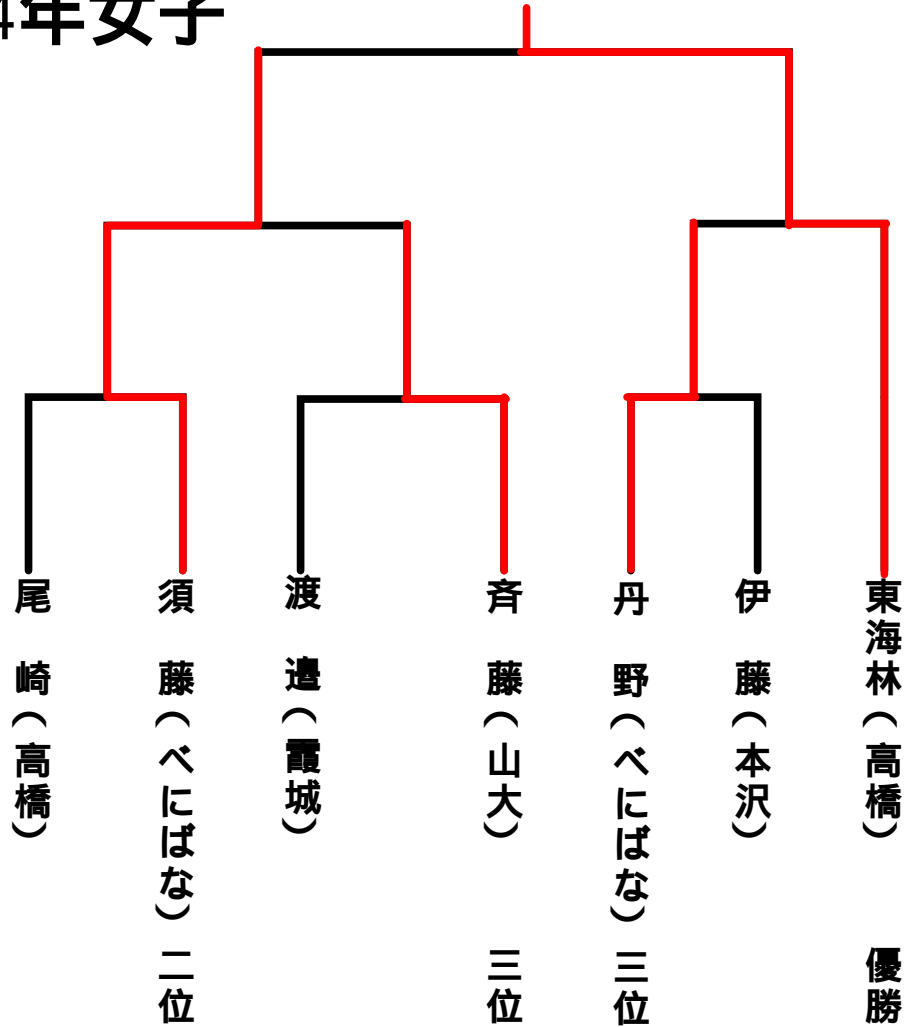 4年女子
尾崎(高橋)
須藤(べにばな) 二位
渡邉(霞城)
斉藤(山大) 三位
丹野(べにばな) 三位
伊藤(本沢)
東海林(高橋) 優勝